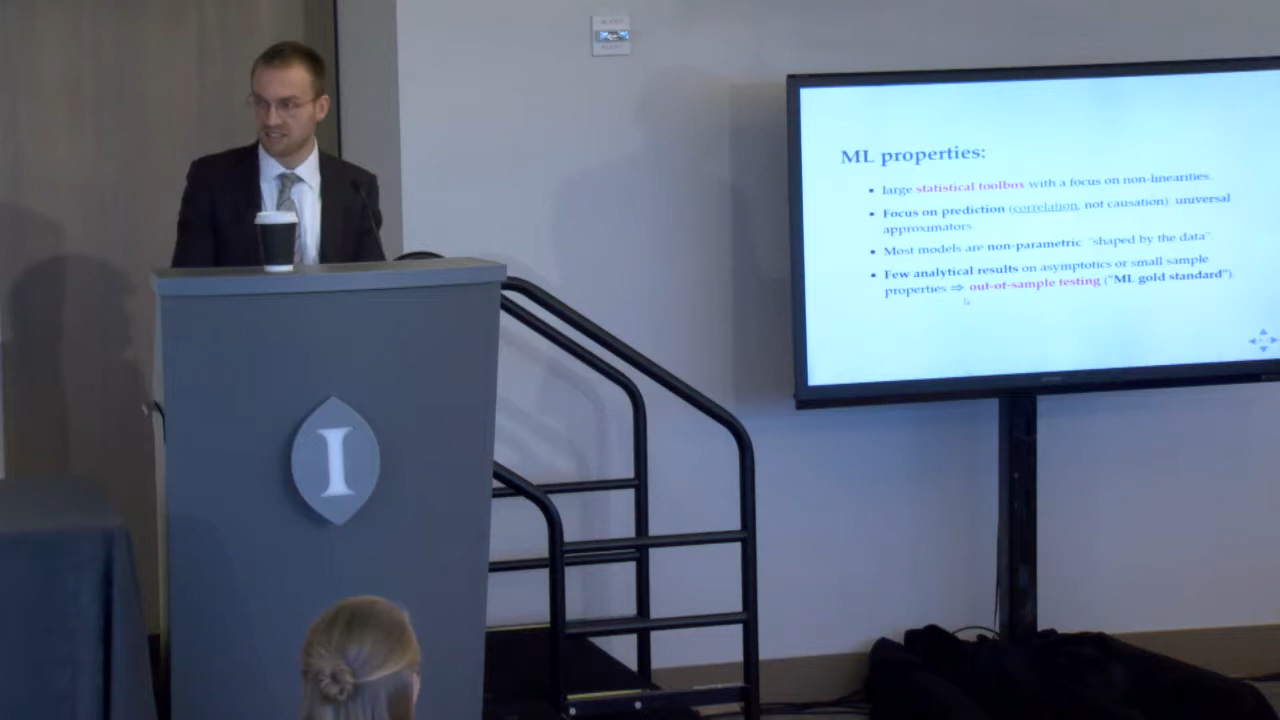 ALERT
ALERT
ML properties:
• large statistical toolbox with a focus on non-linearities.
• Focus on prediction (correlation, not causation): universal
approximators
• Most models are non-parametric "shaped by the data".
• Few analytical results on asymptotics or small sample
properties ⇒ out-of-sample testing ("ML gold standard").
I